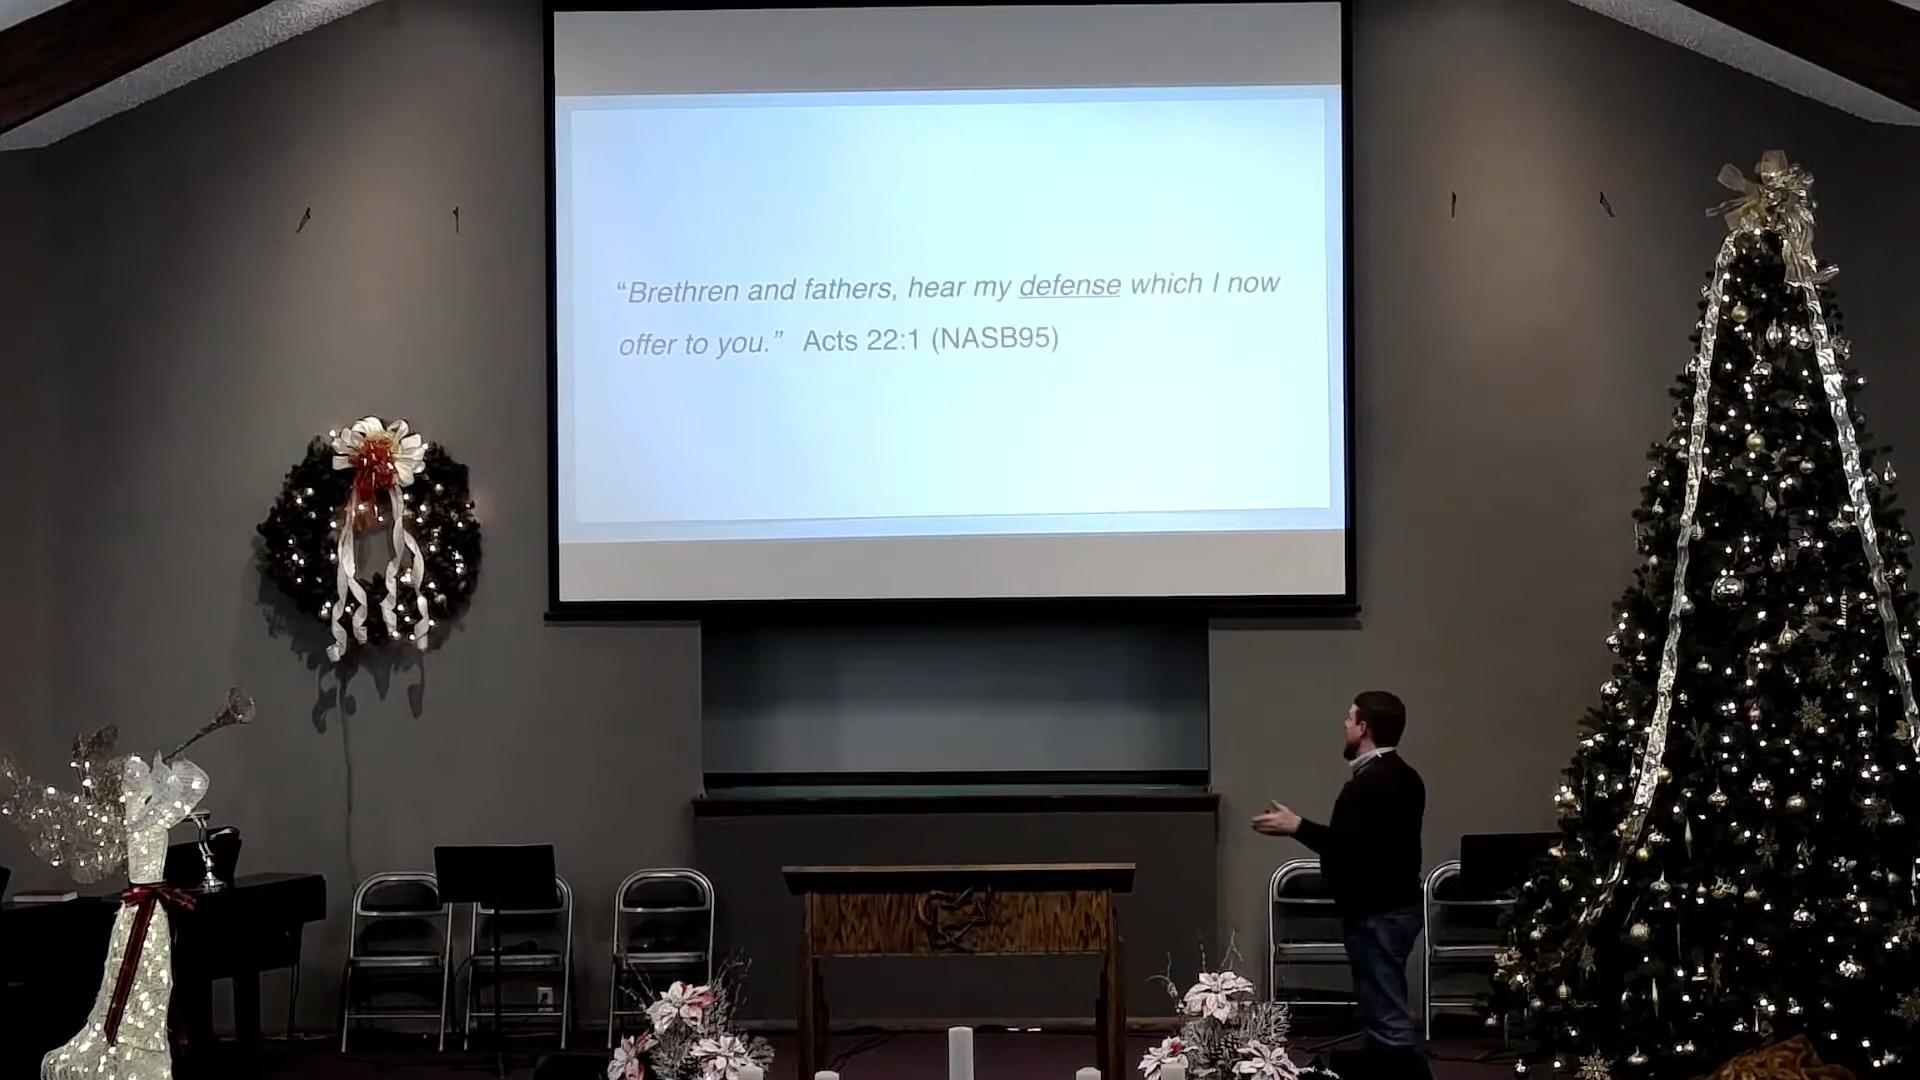 “Brethren and fathers, hear my defense which I now
offer to you.” Acts 22:1 (NASB95)